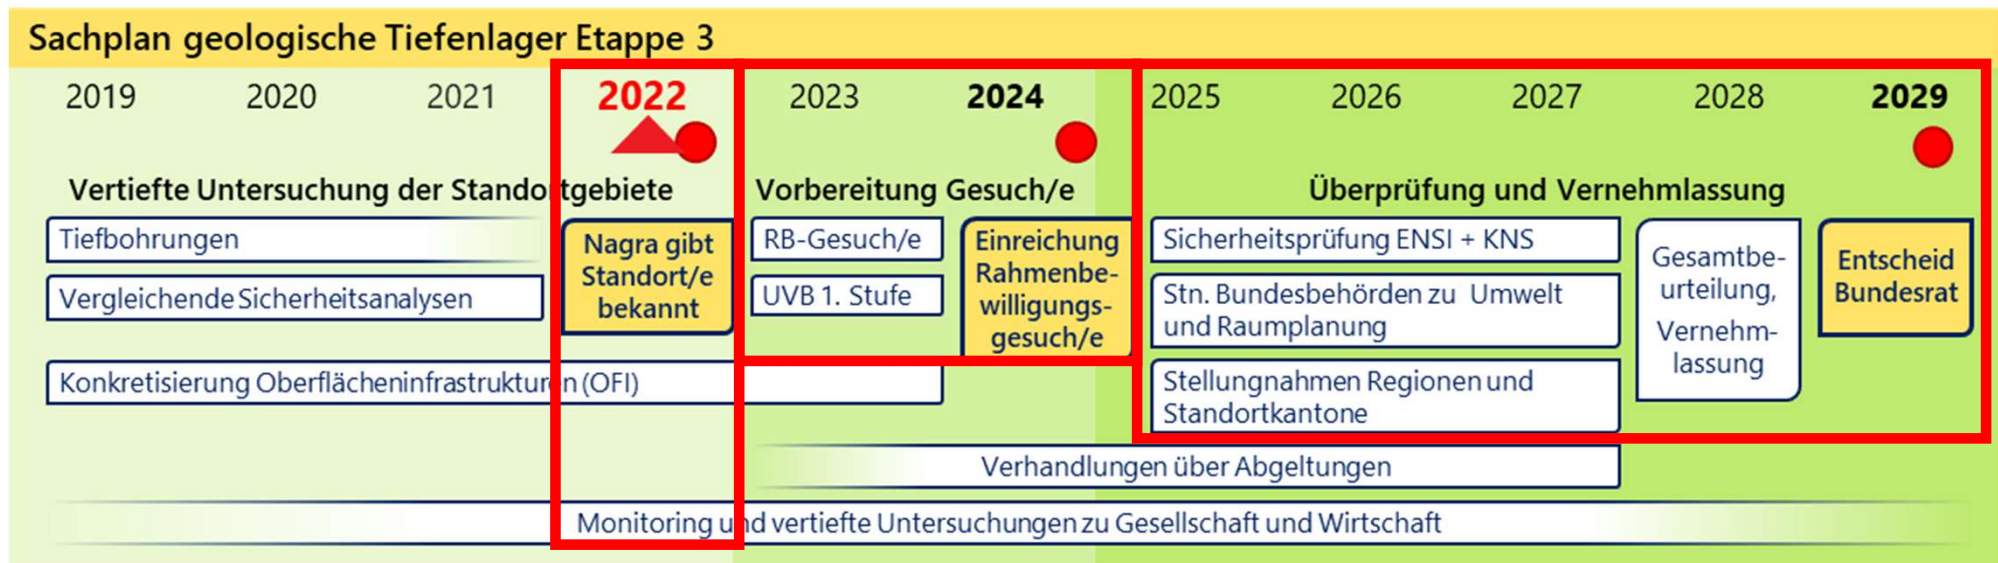 Sachplan geologische Tiefenlager Etappe 3
2019 2020 2021 2022 2023 2024 2025 2026 2027 2028 2029
Vertiefte Untersuchung der Standortgebiete
Tiefbohrungen
Vergleichende Sicherheitsanalysen
Nagra gibt
Standort/e
bekannt
Konkretisierung Oberflächeninfrastrukturen (OFI)
Vorbereitung Gesuch/e
RB-Gesuch/e
UVB 1. Stufe
Einreichung
Rahmenbe-
willigungs-
gesuch/e
Überprüfung und Vernehmlassung
Sicherheitsprüfung ENSI + KNS
Stn. Bundesbehörden zu Umwelt
und Raumplanung
Stellungnahmen Regionen und
Standortkantone
Gesamtbe-
urteilung,
Vernehm-
lassung
Entscheid
Bundesrat
Verhandlungen über Abgeltungen
Monitoring und vertiefte Untersuchungen zu Gesellschaft und Wirtschaft